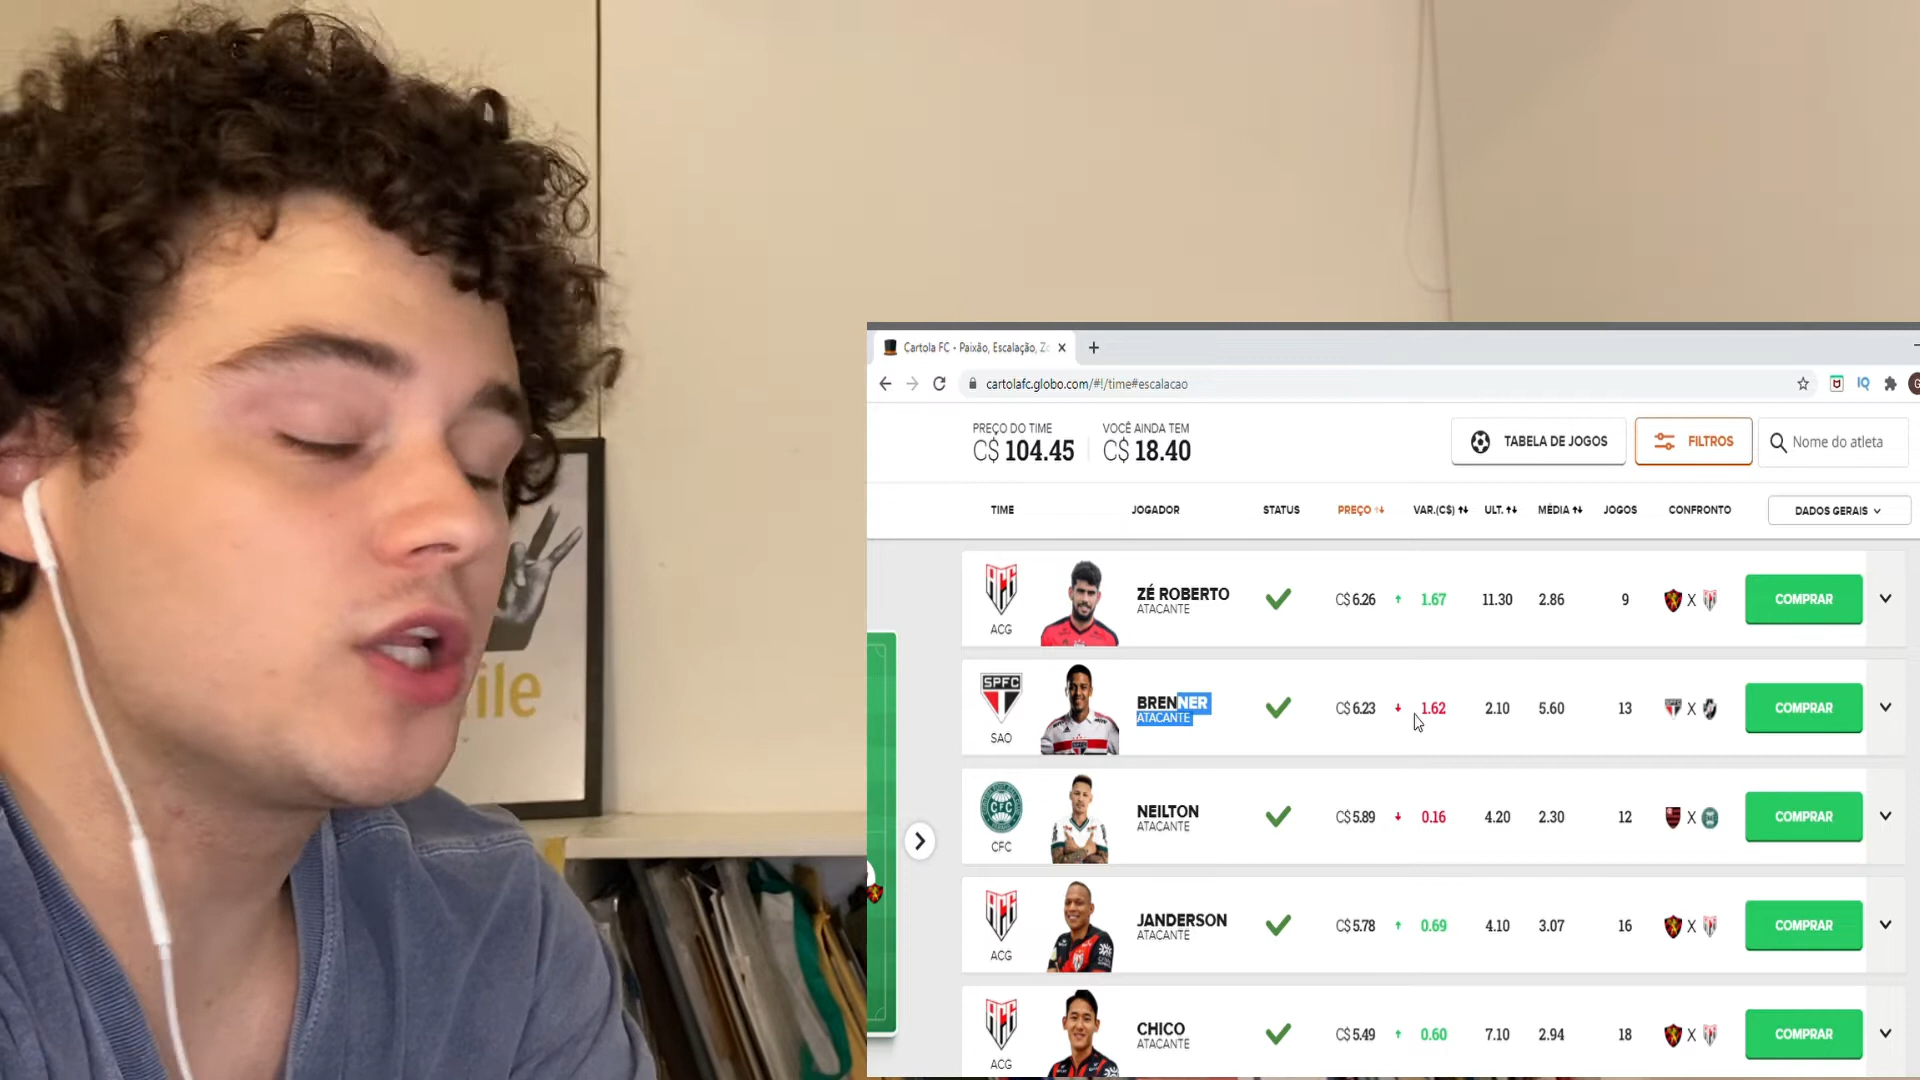 ile
Cartola FC - Paixão, Escalação, Z
cartolafc.globo.com/#!/time#escalacao
IQ
G
PREÇO DO TIME
C$ 104.45
VOCÊ AINDA TEM
C$ 18.40
TABELA DE JOGOS
FILTROS
Nome do atleta
TIME JOGADOR STATUS PREÇO VAR.(C$) ULT. MÉDIA JOGOS CONFRONTO DADOS GERAIS
ACG
ZÉ ROBERTO
ATACANTE
C$ 6.26 1.67 11.30 2.86 9 X COMPRAR
SPFC
SAO
BRENNER
ATACANTE
C$ 6.23 1.62 2.10 5.60 13 X COMPRAR
CFC
CFC
NEILTON
ATACANTE
C$ 5.89 0.16 4.20 2.30 12 X COMPRAR
ACG
JANDERSON
ATACANTE
C$ 5.78 0.69 4.10 3.07 16 X COMPRAR
ACG
CHICO
ATACANTE
C$ 5.49 0.60 7.10 2.94 18 X COMPRAR